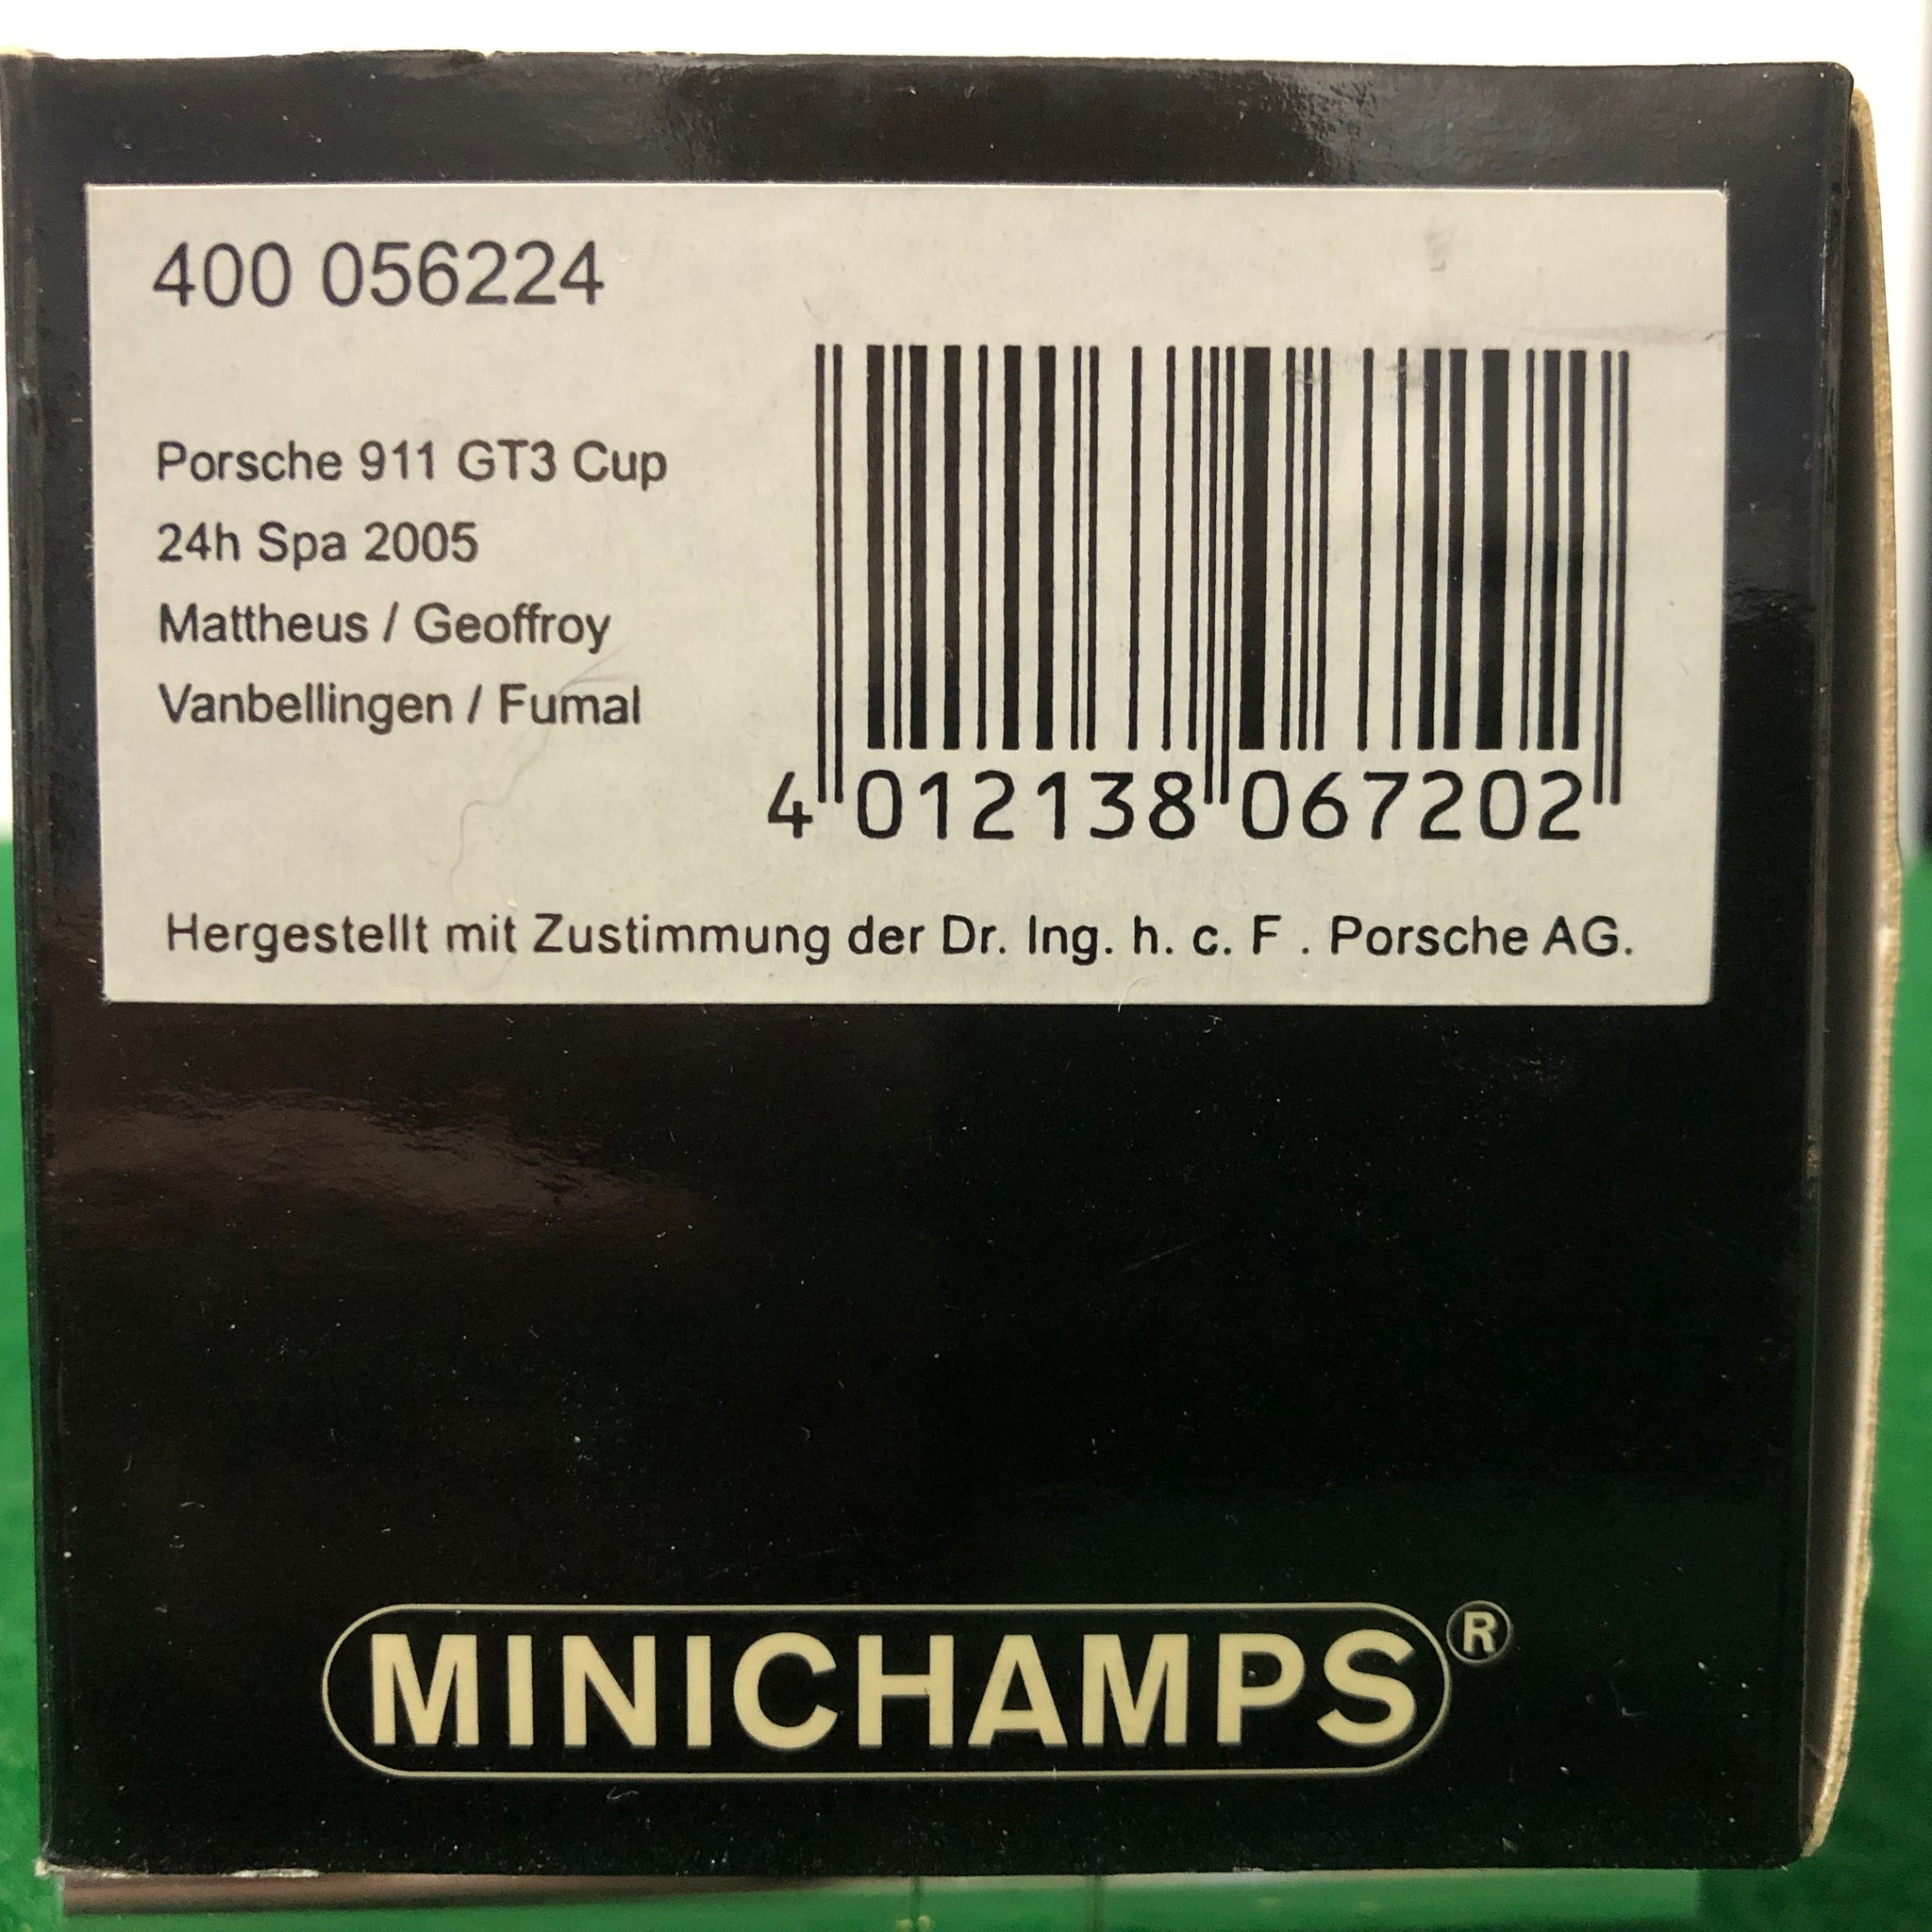 400 056224
Porsche 911 GT3 Cup
24h Spa 2005
Mattheus / Geoffroy
Vanbellingen / Fumal
4 012138 067202
Hergestellt mit Zustimmung der Dr. Ing. h. c. F . Porsche AG.
MINICHAMPS®